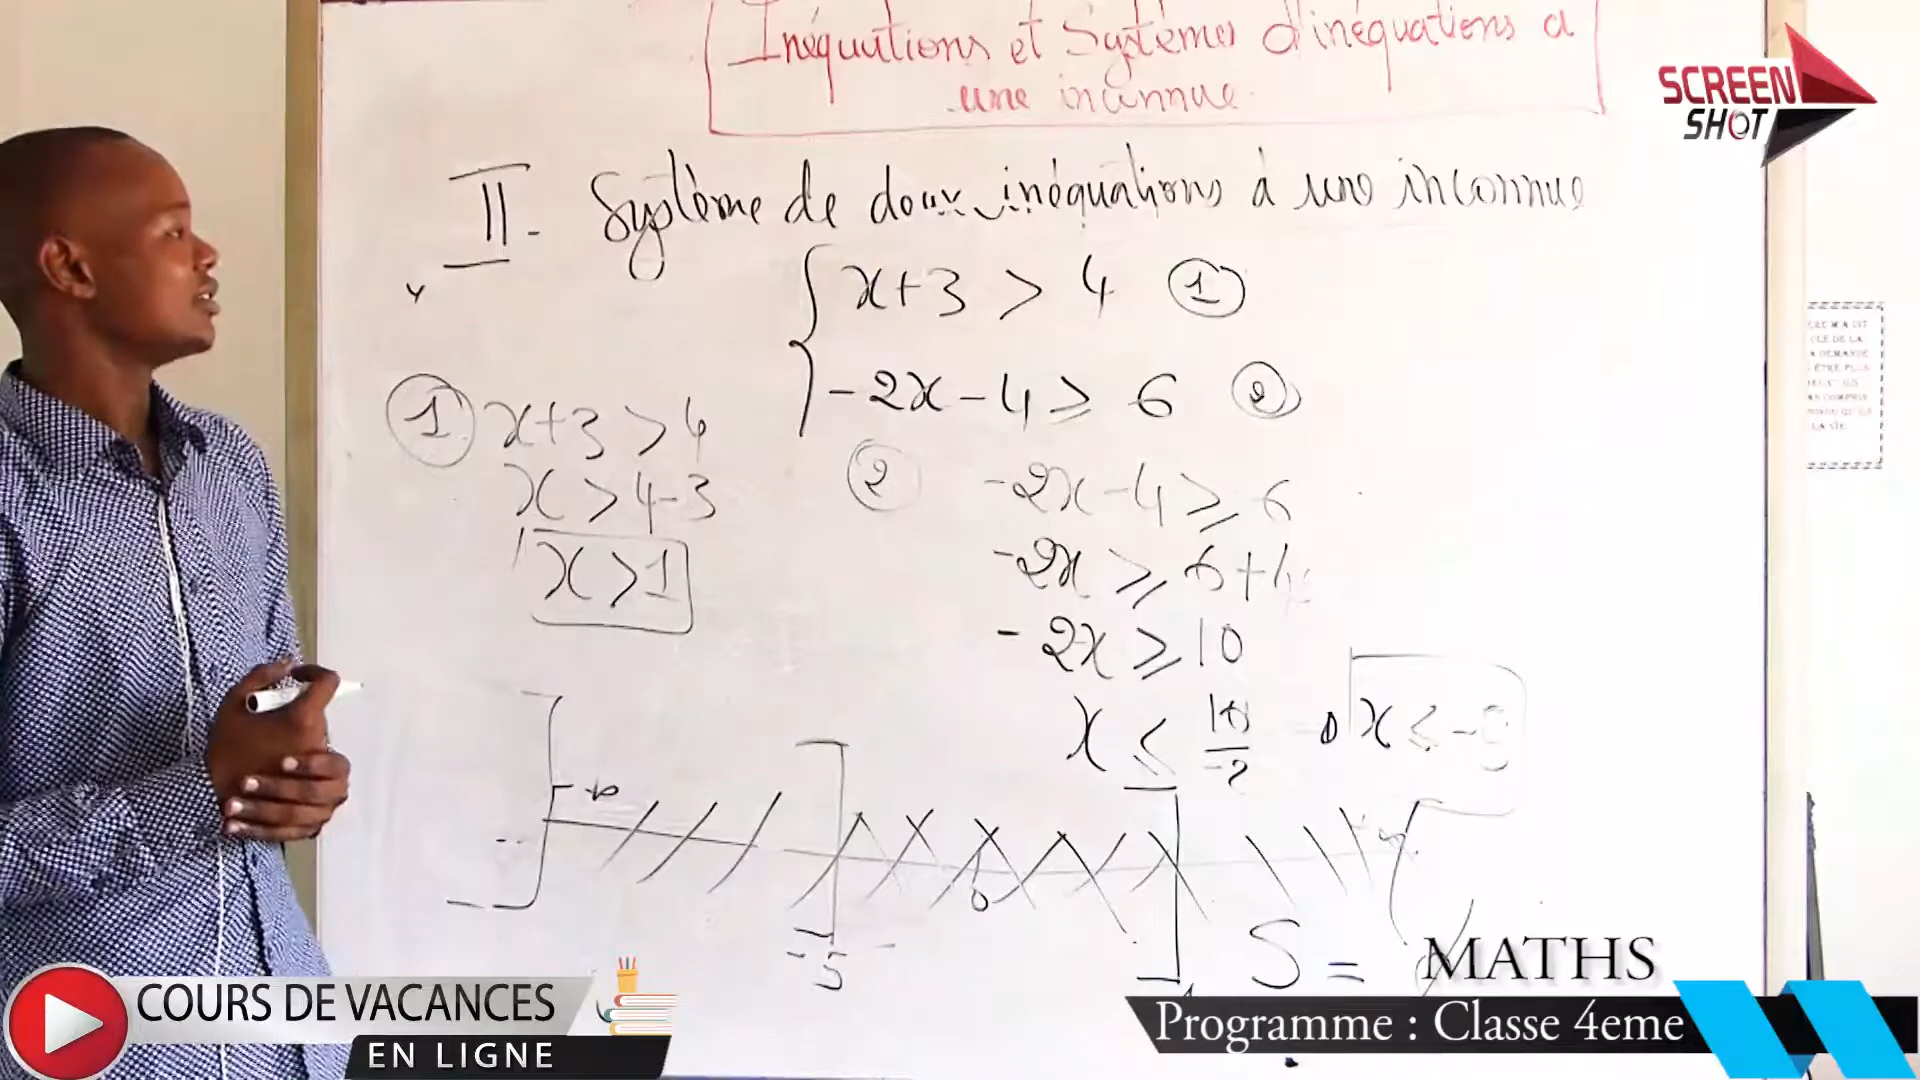 Inéquations et Systèmes d'inéquations a
une inconnue.
SCREEN
SHOT
II. Système de deux inéquations à une inconnue
x+3 > 4 ①
-2x-4 ≥ 6 ②
① x+3 > 4
x > 4-3
x > 1
② -2x-4 ≥ 6
-2x ≥ 6+4
-2x ≥ 10
x ≤ 10/-2
x ≤ -5
-∞
-5
0
S =
MATHS
Programme : Classe 4eme
COURS DE VACANCES
EN LIGNE